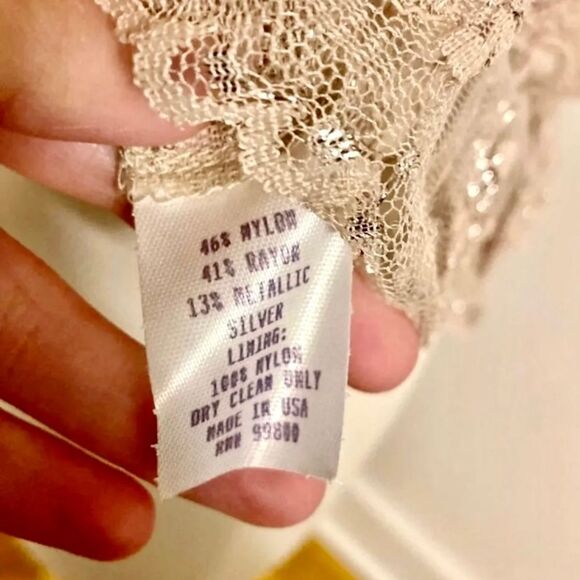 46% NYLON
41% RAYON
13% METALLIC
SILVER
LINING:
100% NYLON
DRY CLEAN ONLY
MADE IN USA
RN# 99800